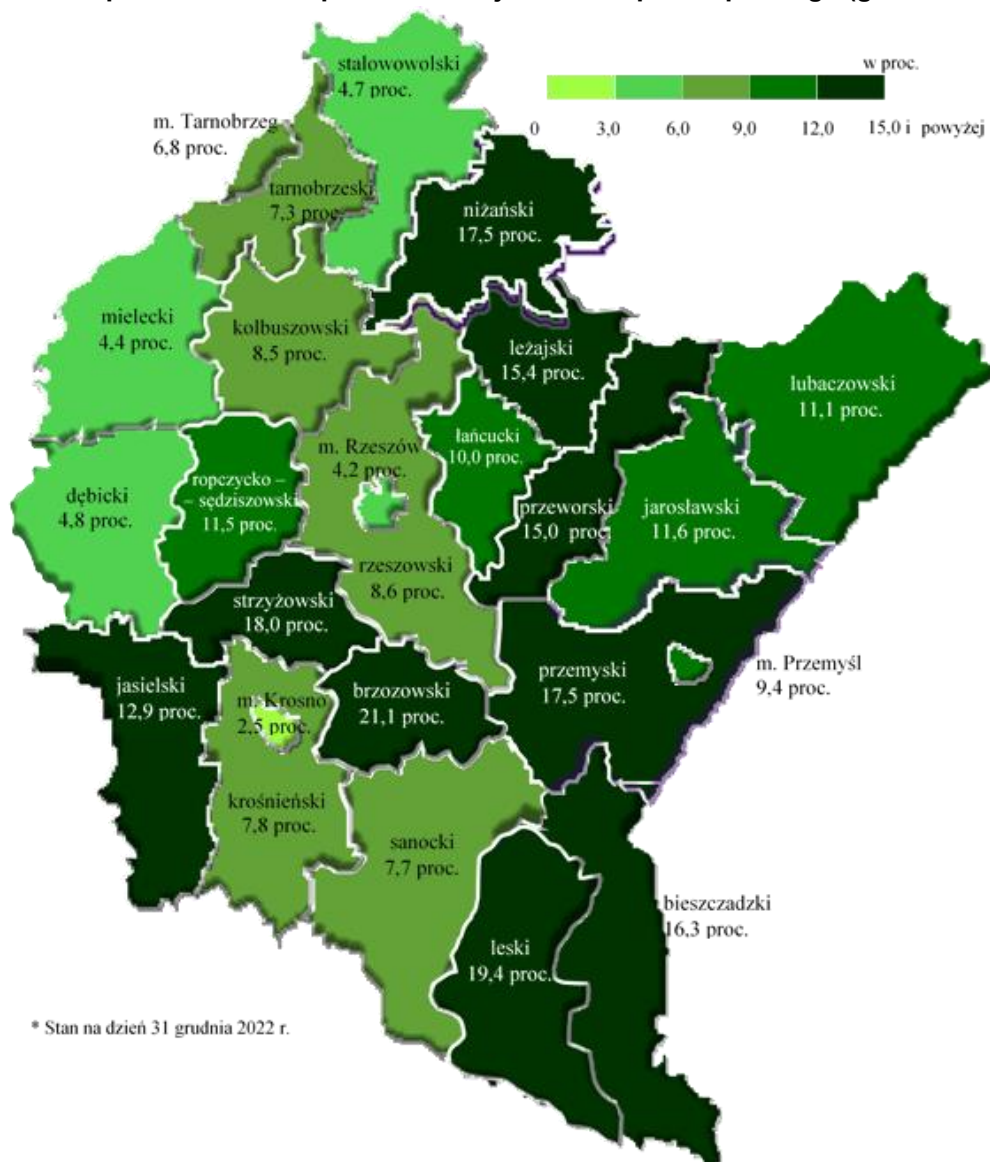 w proc.
0 3,0 6,0 9,0 12,0 15,0 i powyżej
stalowowolski
4,7 proc.
m. Tarnobrzeg
6,8 proc.
tarnobrzeski
7,3 proc.
niżański
17,5 proc.
mielecki
4,4 proc.
kolbuszowski
8,5 proc.
leżajski
15,4 proc.
lubaczowski
11,1 proc.
m. Rzeszów
4,2 proc.
łańcucki
10,0 proc.
dębicki
4,8 proc.
ropczycko –
– sędziszowski
11,5 proc.
przeworski
15,0 proc.
jarosławski
11,6 proc.
rzeszowski
8,6 proc.
strzyżowski
18,0 proc.
przemyski
17,5 proc.
m. Przemyśl
9,4 proc.
jasielski
12,9 proc.
m. Krosno
2,5 proc.
brzozowski
21,1 proc.
krośnieński
7,8 proc.
sanocki
7,7 proc.
bieszczadzki
16,3 proc.
leski
19,4 proc.
* Stan na dzień 31 grudnia 2022 r.